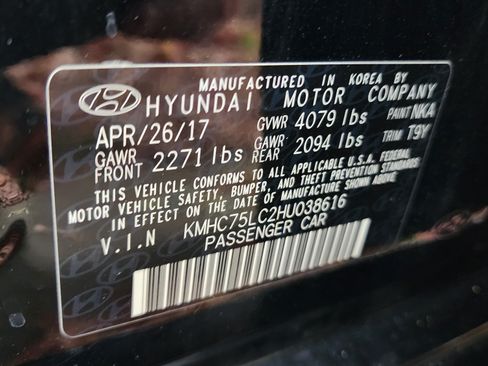 MANUFACTURED IN KOREA BY
HYUNDAI MOTOR COMPANY
APR/26/17 GVWR 4079 lbs PAINT NKA
GAWR FRONT 2271 lbs GAWR REAR 2094 lbs TRIM T9Y
THIS VEHICLE CONFORMS TO ALL APPLICABLE U.S.A. FEDERAL
MOTOR VEHICLE SAFETY, BUMPER, AND THEFT PREVENTION STANDARDS
IN EFFECT ON THE DATE OF MANUFACTURE SHOWN ABOVE.
V.I.N KMHC75LC2HU038616
PASSENGER CAR